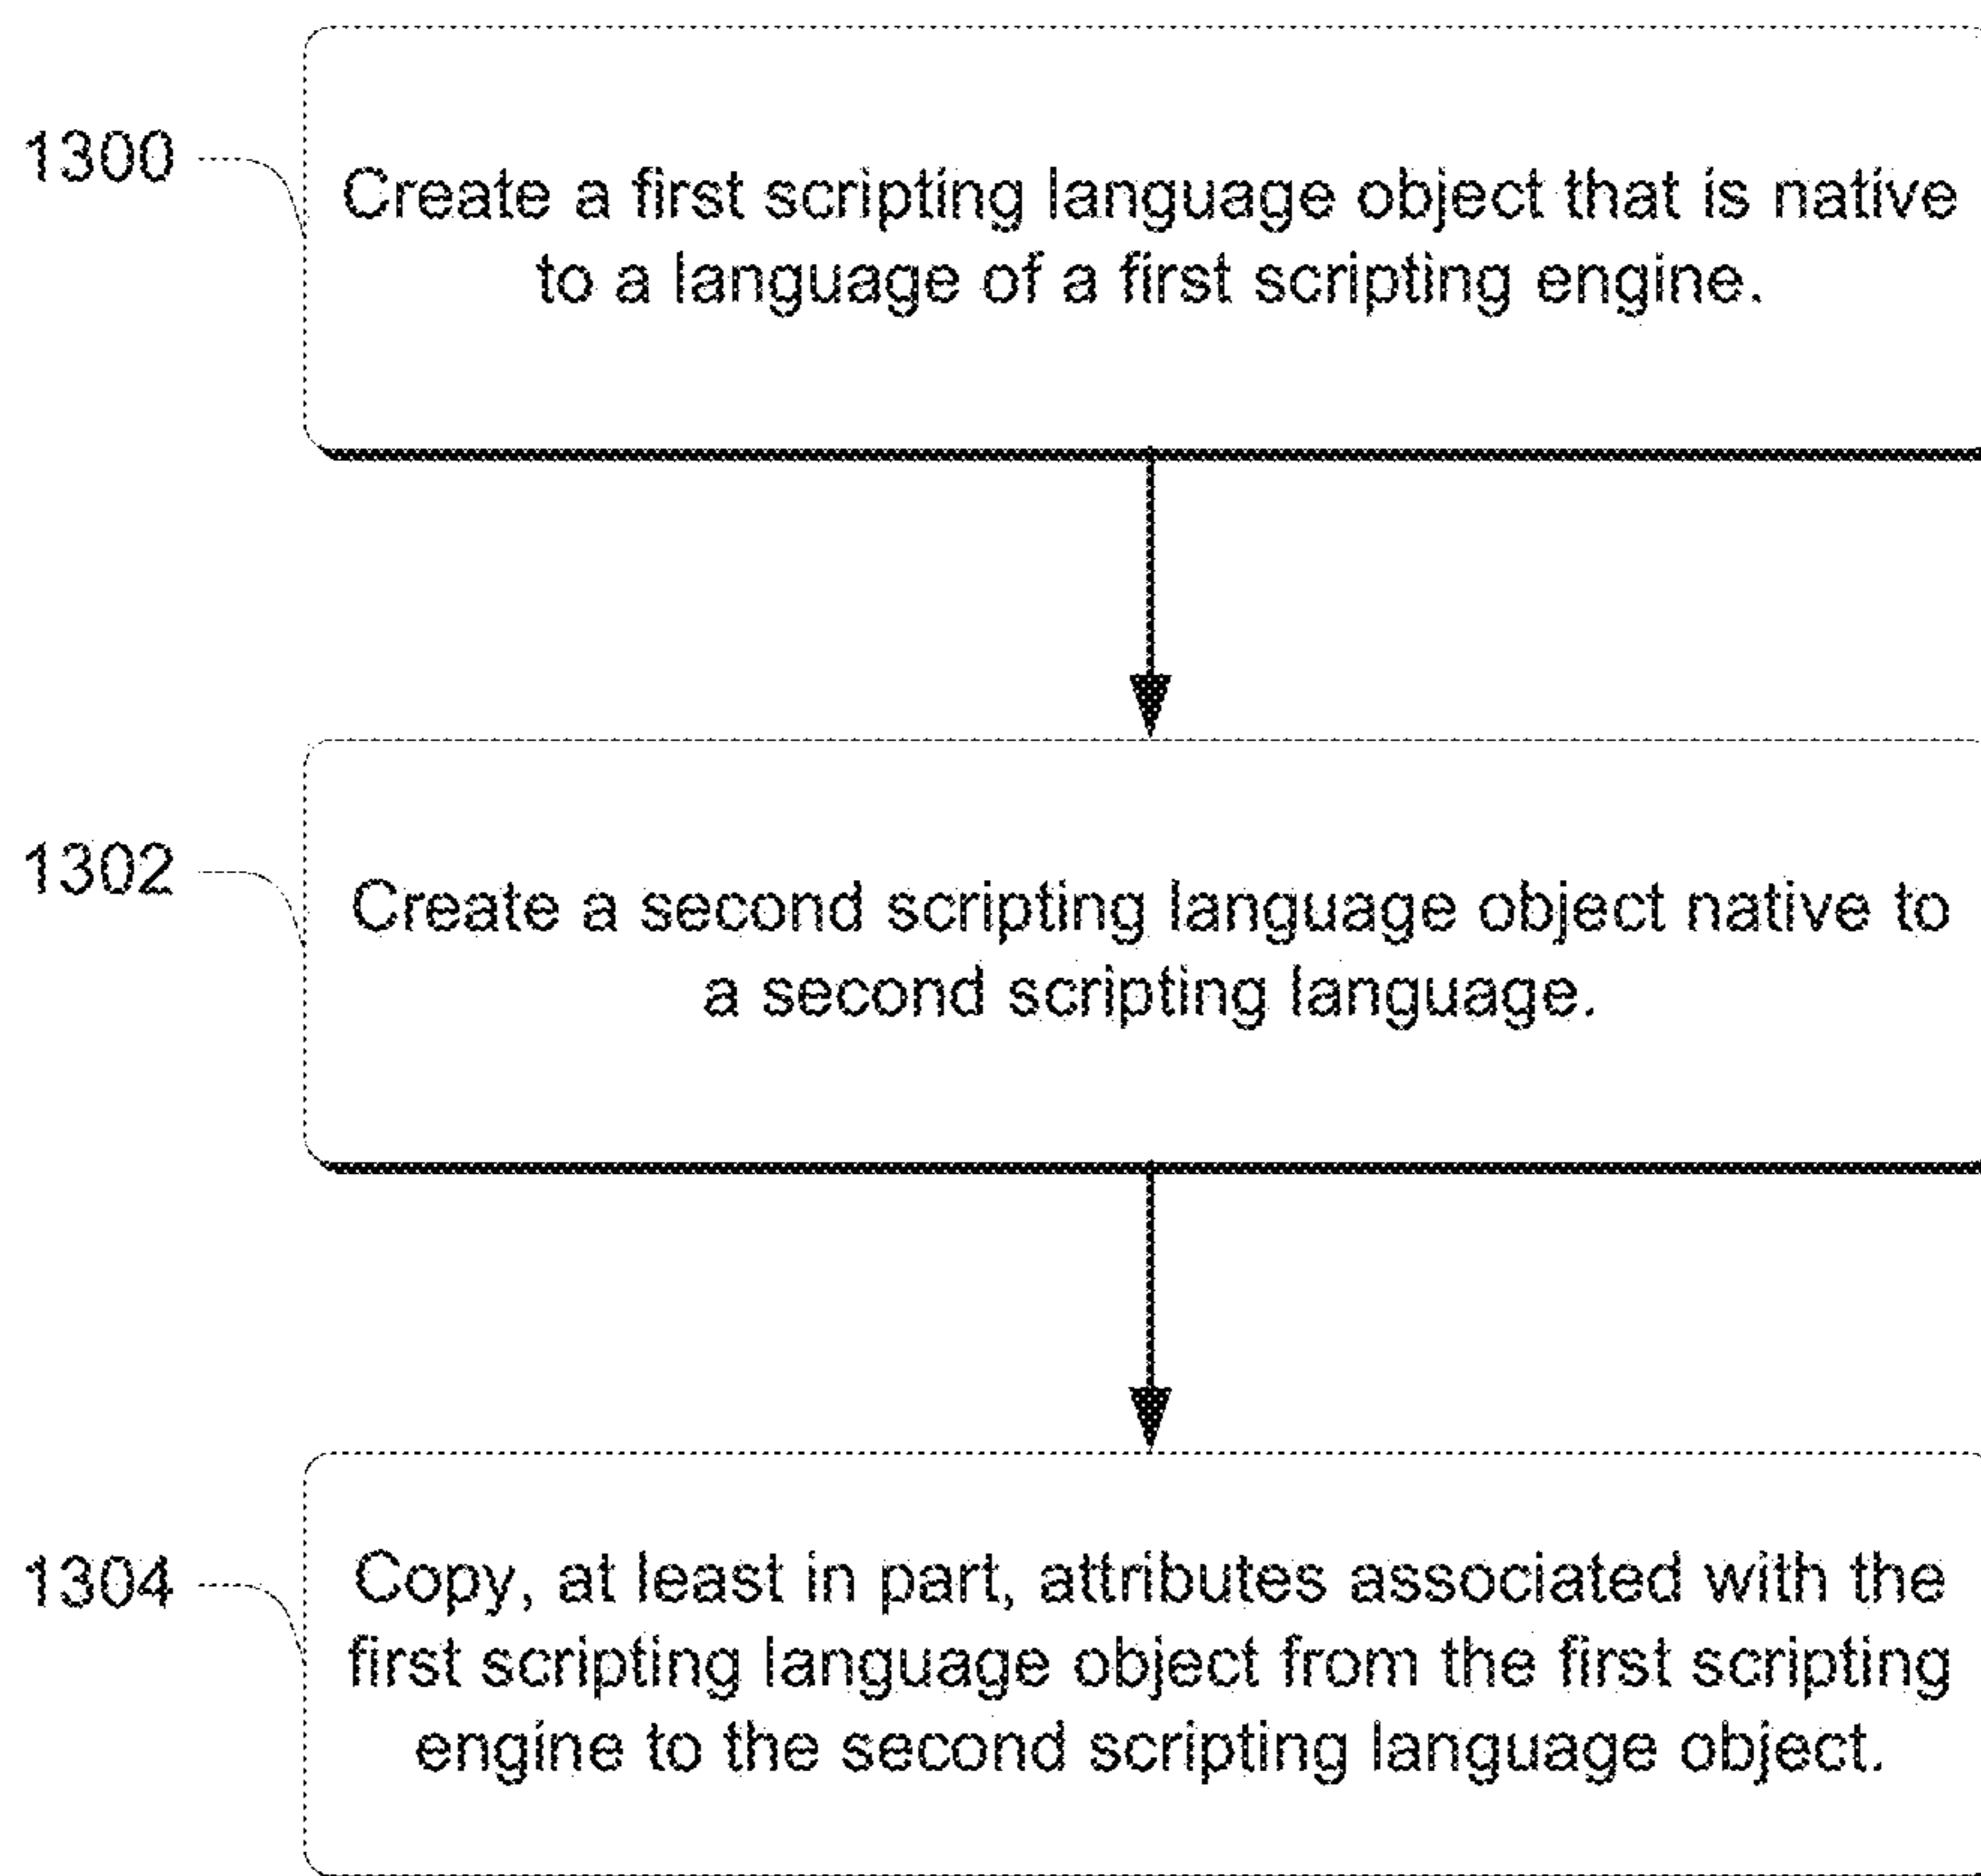 1300
Create a first scripting language object that is native
to a language of a first scripting engine.
1302
Create a second scripting language object native to
a second scripting language.
1304
Copy, at least in part, attributes associated with the
first scripting language object from the first scripting
engine to the second scripting language object.